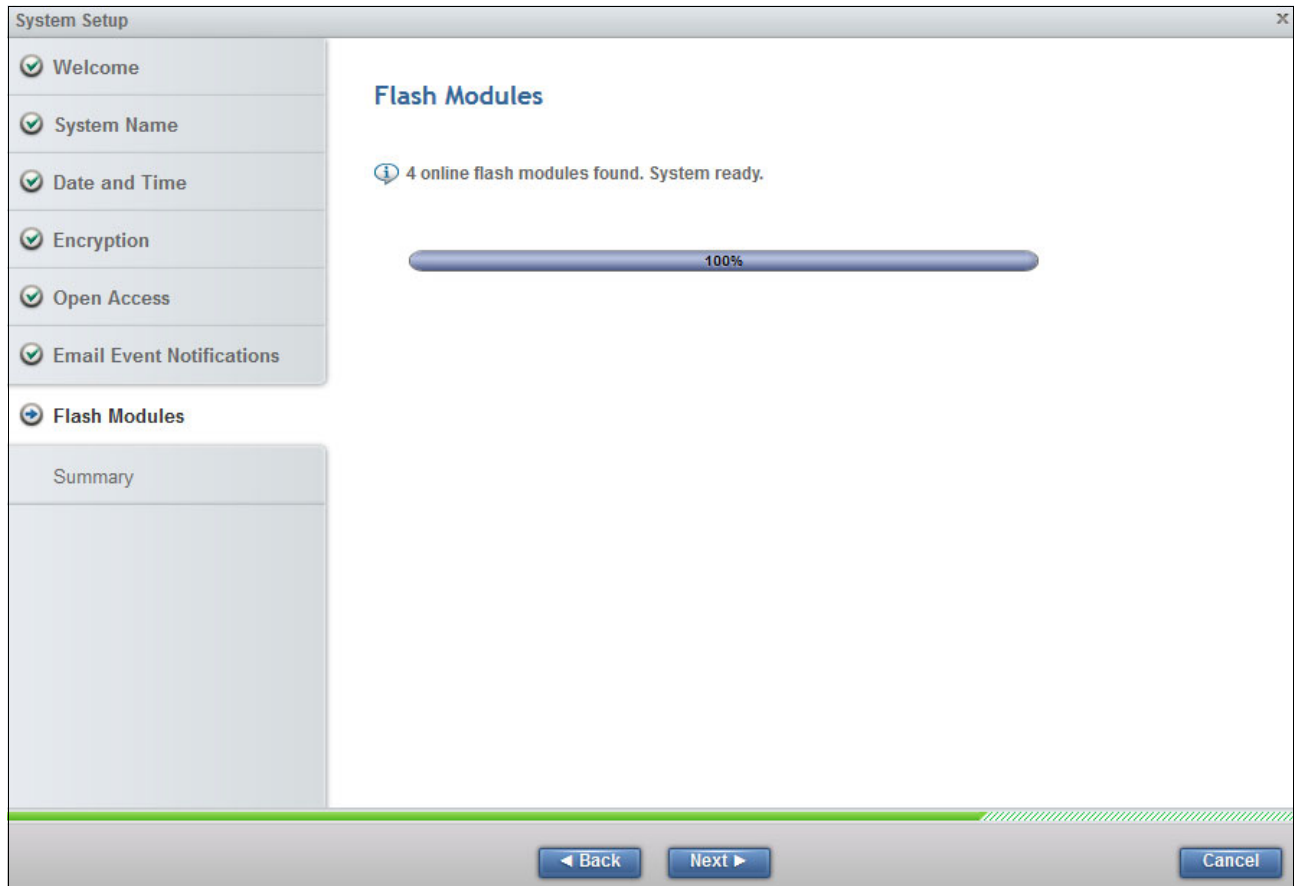 System Setup
x
Welcome
System Name
Date and Time
Encryption
Open Access
Email Event Notifications
Flash Modules
Summary
Flash Modules
4 online flash modules found. System ready.
100%
Back
Next
Cancel